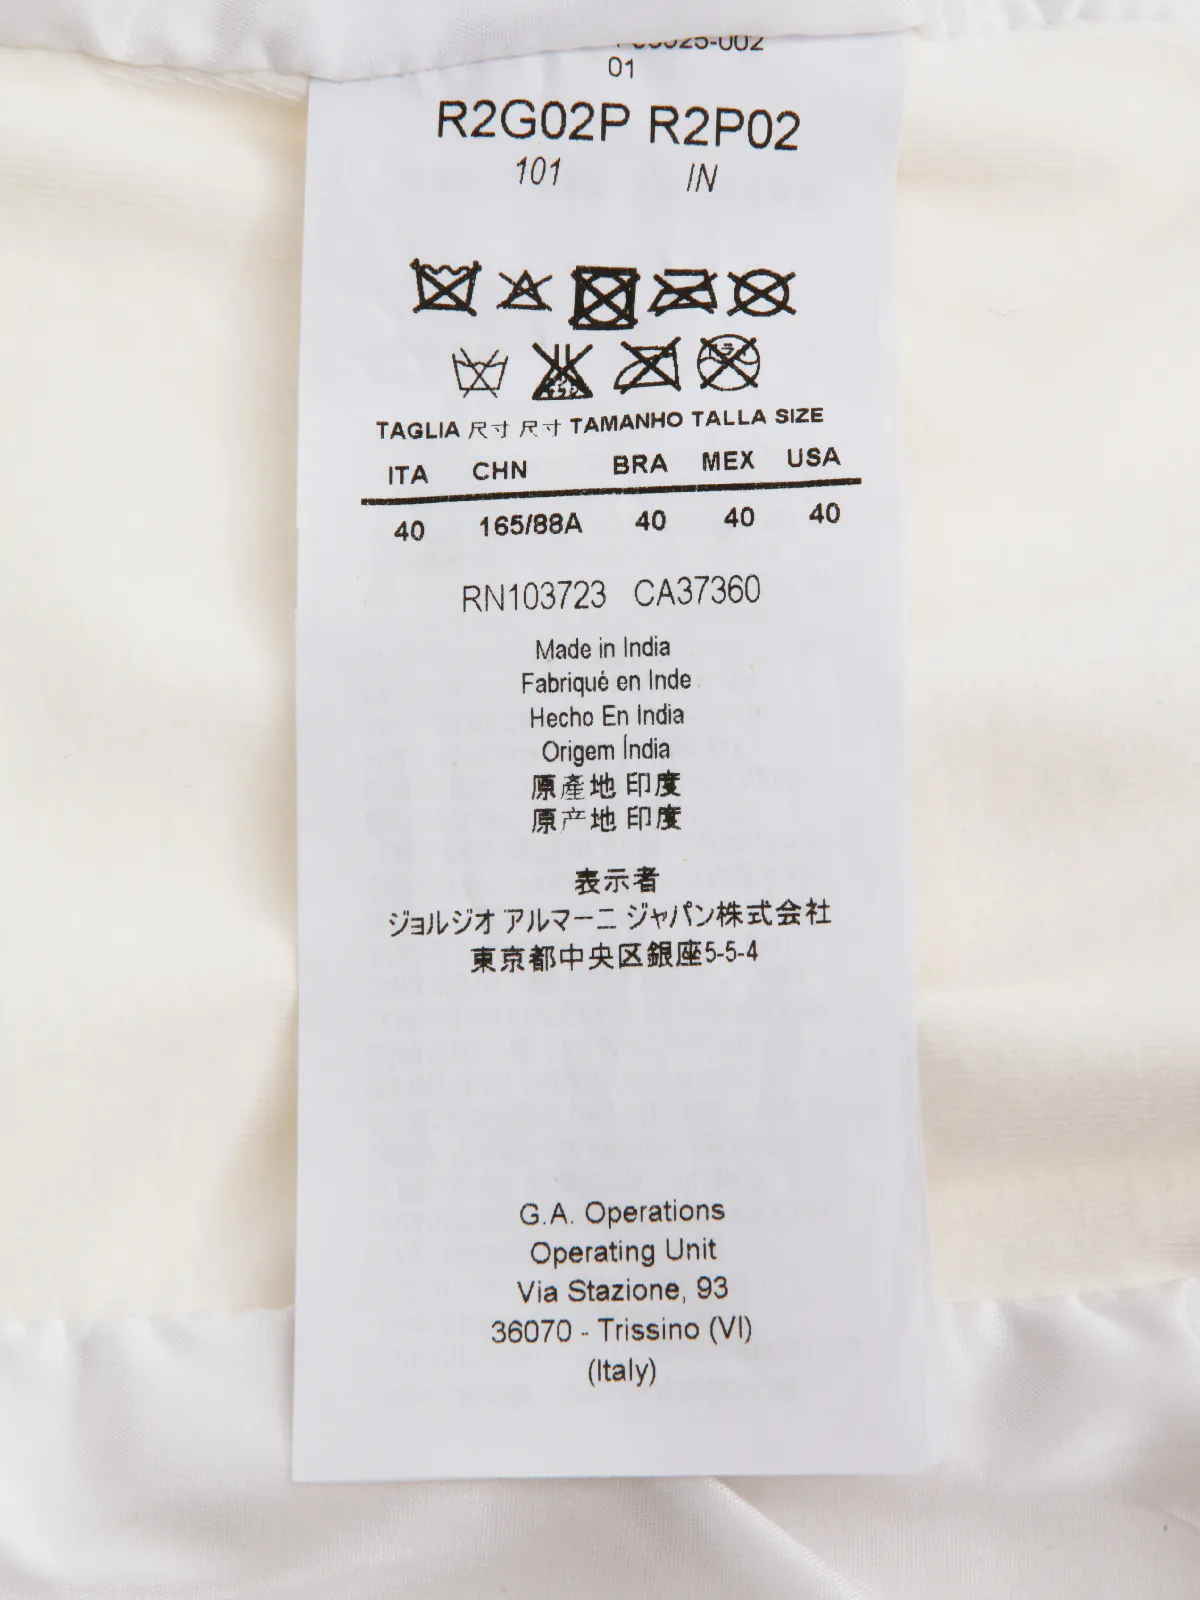 01
R2G02P R2P02
101 IN
TAGLIA 尺寸 尺寸 TAMANHO TALLA SIZE
ITA CHN BRA MEX USA
40 165/88A 40 40 40
RN103723 CA37360
Made in India
Fabriqué en Inde
Hecho En India
Origem Índia
原產地 印度
原产地 印度
表示者
ジョルジオ アルマーニ ジャパン株式会社
東京都中央区銀座5-5-4
G.A. Operations
Operating Unit
Via Stazione, 93
36070 - Trissino (VI)
(Italy)